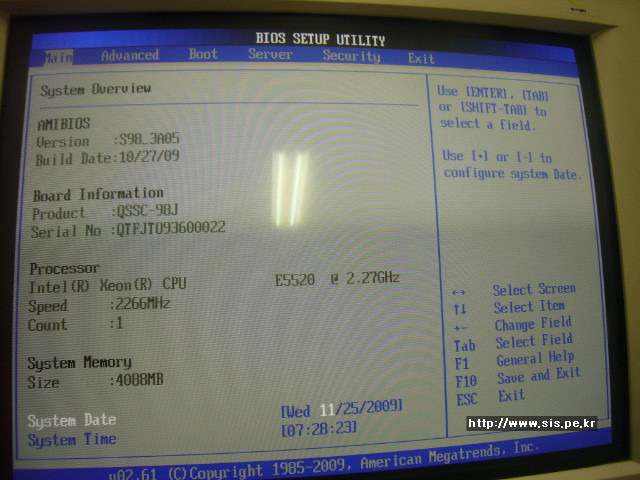 BIOS SETUP UTILITY
Main Advanced Boot Server Security Exit
System Overview
AMIBIOS
Version :S98_3A05
Build Date:10/27/09
Board Information
Product :QSSC-98J
Serial No :QTFJTO93600022
Processor
Intel(R) Xeon(R) CPU E5520 @ 2.27GHz
Speed :2266MHz
Count :1
System Memory
Size :4088MB
System Date [Wed 11/25/2009]
System Time [07:28:23]
Use [ENTER], [TAB]
or [SHIFT-TAB] to
select a field.
Use [+] or [-] to
configure system Date.
↔ Select Screen
↑↓ Select Item
+- Change Field
Tab Select Field
F1 General Help
F10 Save and Exit
ESC Exit
http://www.sis.pe.kr
v02.61 (C)Copyright 1985-2009, American Megatrends, Inc.